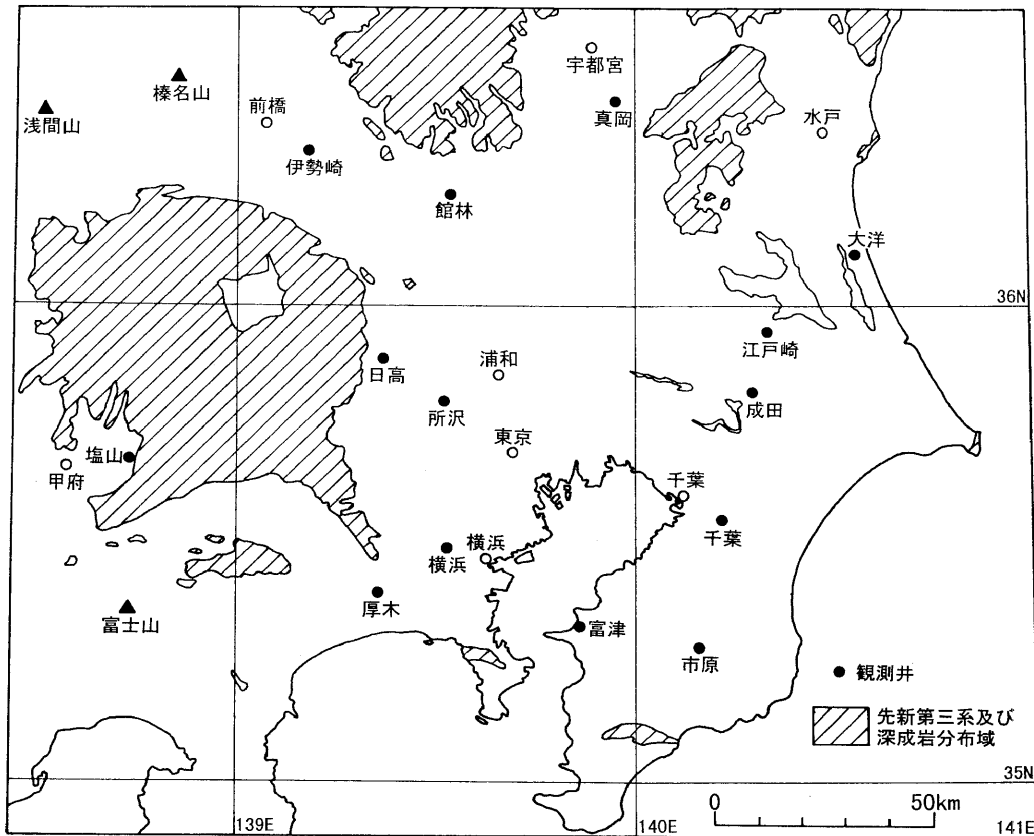 宇都宮
榛名山
浅間山
前橋
真岡
水戸
伊勢崎
館林
大洋
36N
江戸崎
浦和
日高
所沢
成田
東京
塩山
甲府
千葉
千葉
横浜
横浜
厚木
富士山
富津
市原
観測井
先新第三系及び
深成岩分布域
35N
0 50km
139E
140E
141E